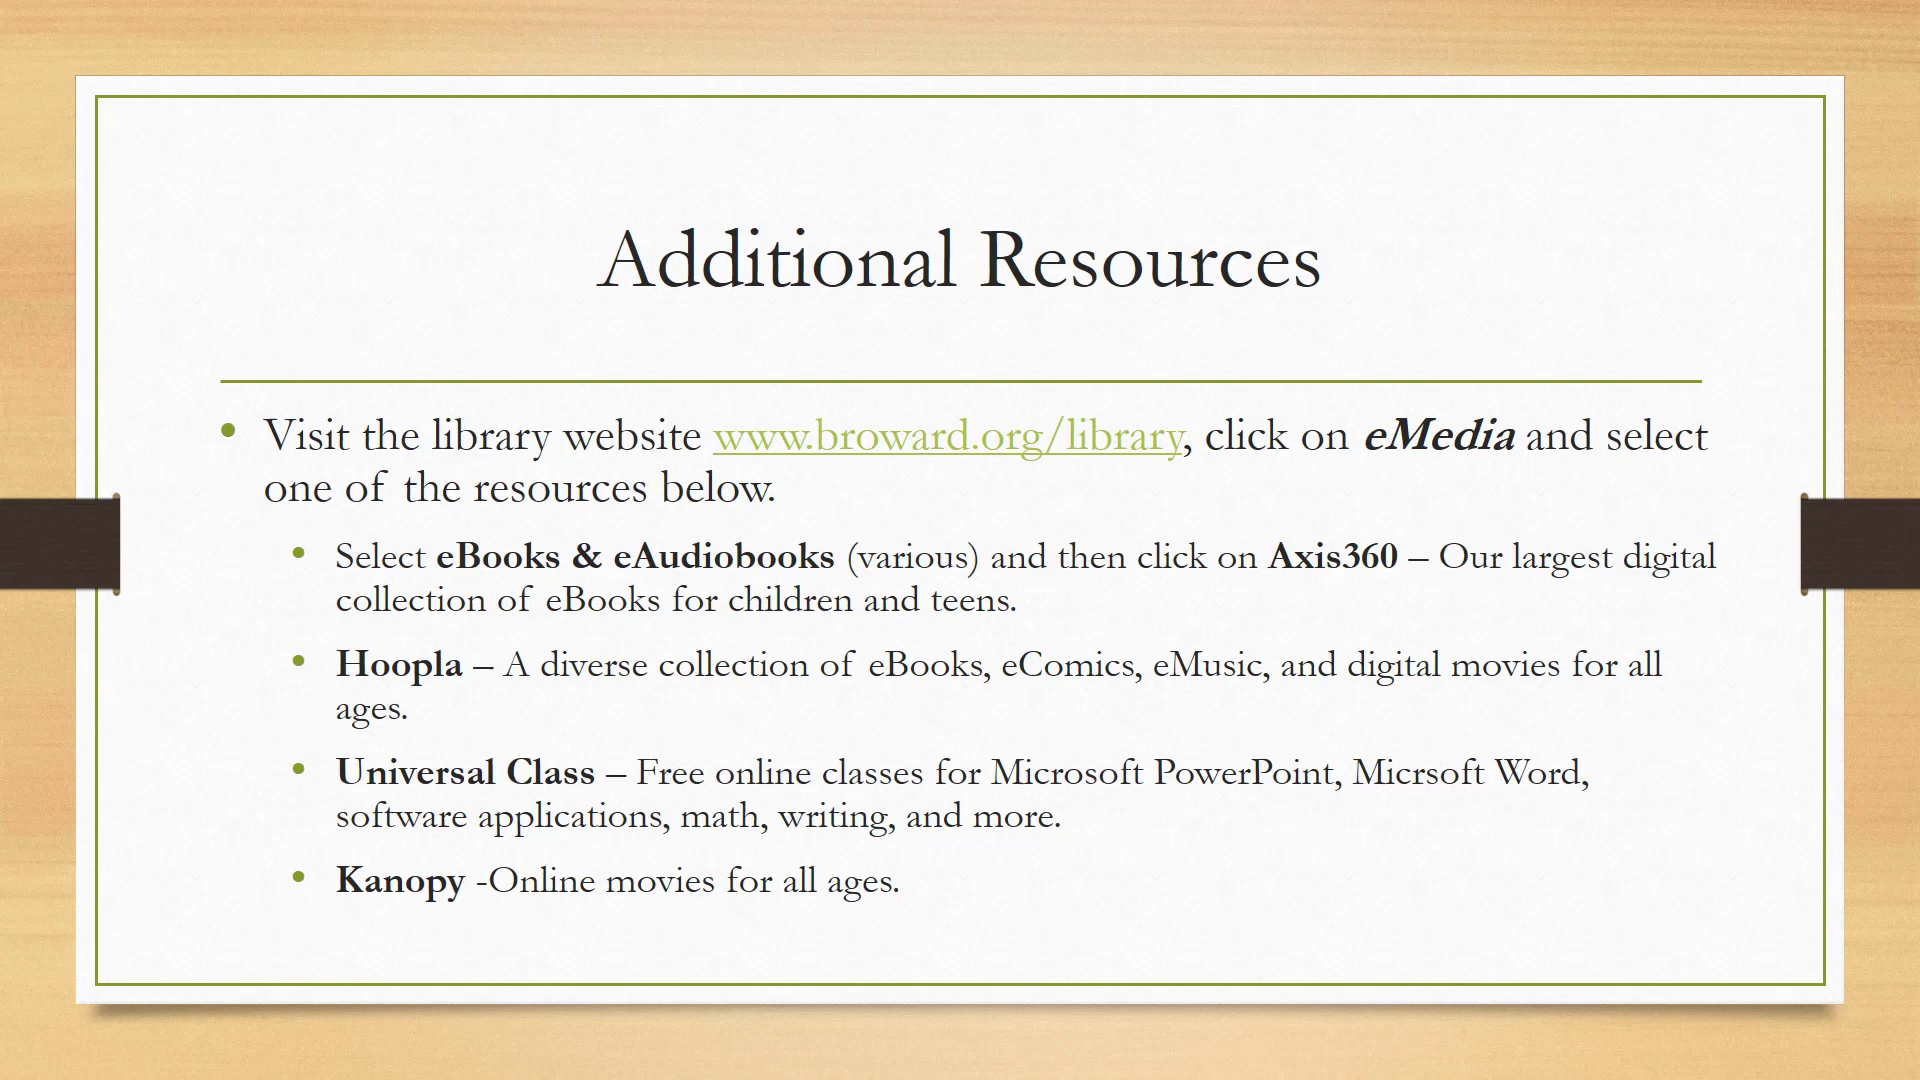 Additional Resources
• Visit the library website www.broward.org/library, click on eMedia and select
one of the resources below.
• Select eBooks & eAudiobooks (various) and then click on Axis360 – Our largest digital
collection of eBooks for children and teens.
• Hoopla – A diverse collection of eBooks, eComics, eMusic, and digital movies for all
ages.
• Universal Class – Free online classes for Microsoft PowerPoint, Micrsoft Word,
software applications, math, writing, and more.
• Kanopy -Online movies for all ages.